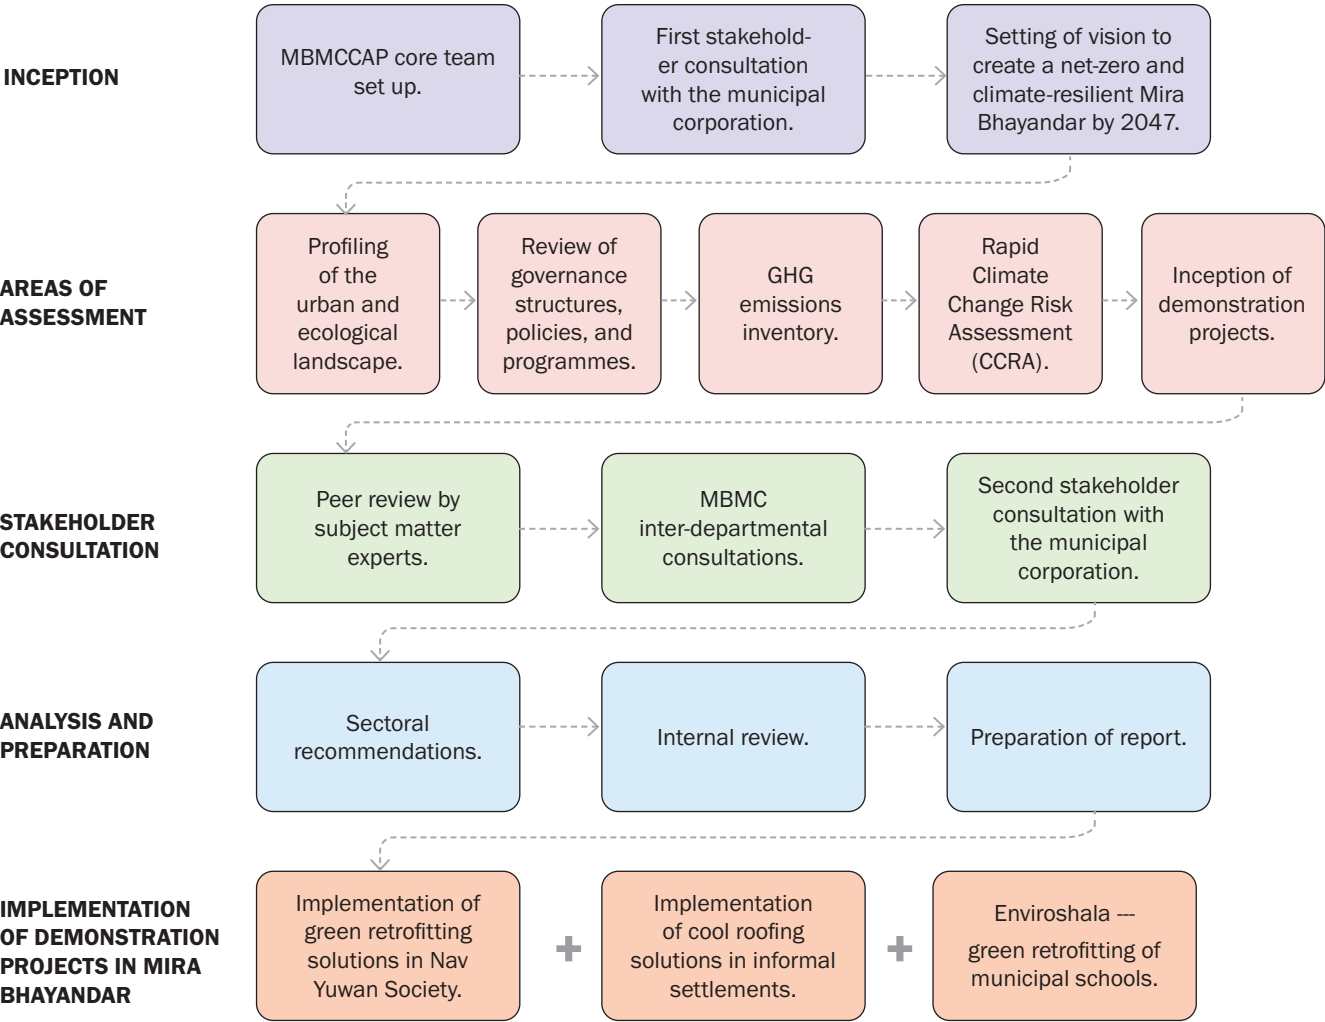 INCEPTION
MBMCCAP core team
set up.
First stakehold-
er consultation
with the municipal
corporation.
Setting of vision to
create a net-zero and
climate-resilient Mira
Bhayandar by 2047.
AREAS OF
ASSESSMENT
Profiling
of the
urban and
ecological
landscape.
Review of
governance
structures,
policies, and
programmes.
GHG
emissions
inventory.
Rapid
Climate
Change Risk
Assessment
(CCRA).
Inception of
demonstration
projects.
STAKEHOLDER
CONSULTATION
Peer review by
subject matter
experts.
MBMC
inter-departmental
consultations.
Second stakeholder
consultation with
the municipal
corporation.
ANALYSIS AND
PREPARATION
Sectoral
recommendations.
Internal review.
Preparation of report.
IMPLEMENTATION
OF DEMONSTRATION
PROJECTS IN MIRA
BHAYANDAR
Implementation of
green retrofitting
solutions in Nav
Yuwan Society.
+
Implementation
of cool roofing
solutions in informal
settlements.
+
Enviroshala ---
green retrofitting of
municipal schools.